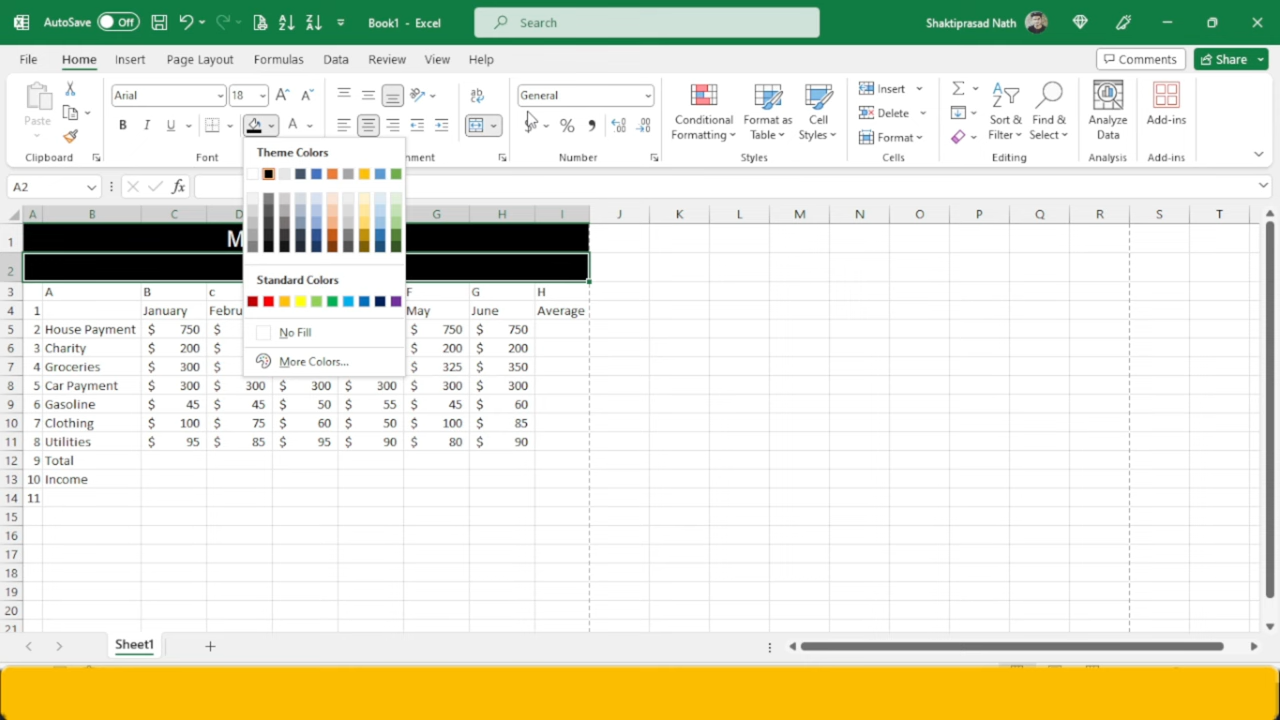 AutoSave Off Book1 - Excel Search Shaktiprasad Nath
File Home Insert Page Layout Formulas Data Review View Help Comments Share
Paste Arial 18 General Conditional Formatting Format as Table Cell Styles Insert Delete Format Sort & Filter Find & Select Analyze Data Add-ins
B I U A $ % ,
Clipboard Font nment Number Styles Cells Editing Analysis Add-ins
Theme Colors
Standard Colors
No Fill
More Colors...
A2 fx
A B C D G H I J K L M N O P Q R S T
1 M
2
3 A B c F G H
4 1 January Febru May June Average
5 2 House Payment $ 750 $ $ 750 $ 750
6 3 Charity $ 200 $ $ 200 $ 200
7 4 Groceries $ 300 $ $ 325 $ 350
8 5 Car Payment $ 300 $ 300 $ 300 $ 300 $ 300 $ 300
9 6 Gasoline $ 45 $ 45 $ 50 $ 55 $ 45 $ 60
10 7 Clothing $ 100 $ 75 $ 60 $ 50 $ 100 $ 85
11 8 Utilities $ 95 $ 85 $ 95 $ 90 $ 80 $ 90
12 9 Total
13 10 Income
14 11
15
16
17
18
19
20
21
Sheet1